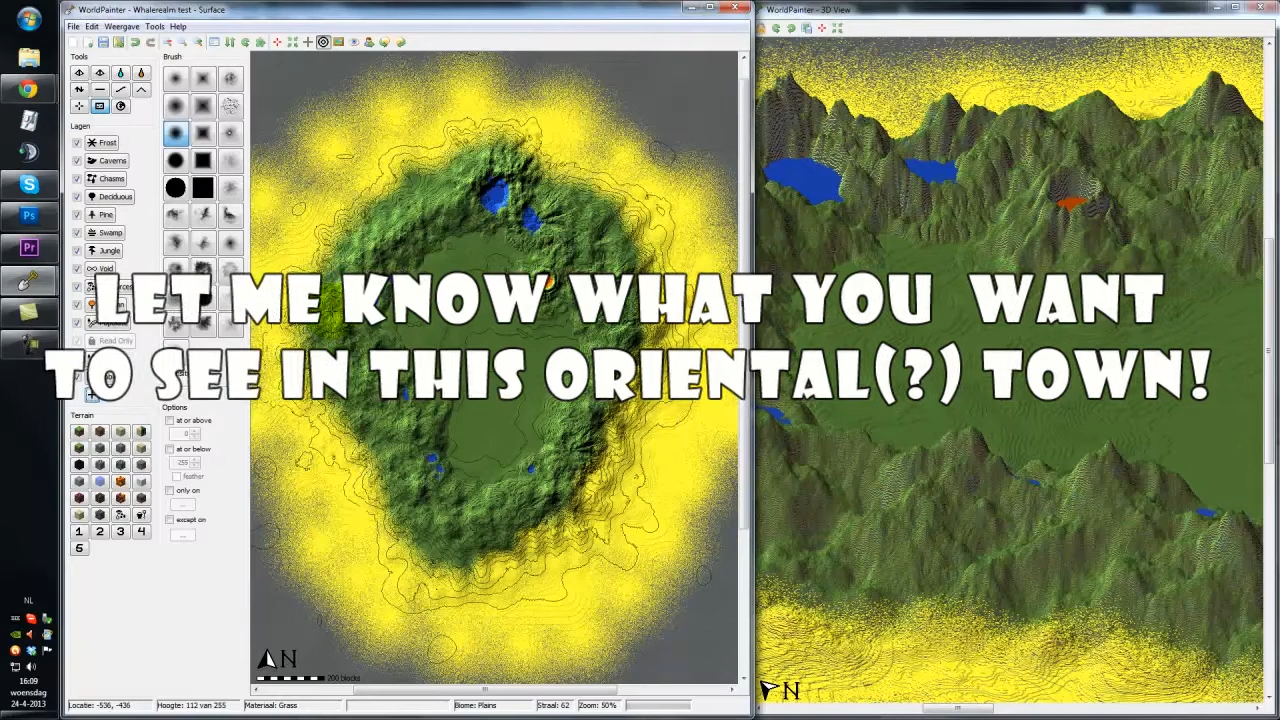 WorldPainter - Whalerealm test - Surface
WorldPainter - 3D View
File Edit Weergave Tools Help
Tools
Brush
Lagen
Frost
Caverns
Chasms
Deciduous
Pine
Swamp
Jungle
Void
Read Only
LET ME KNOW WHAT YOU WANT
TO SEE IN THIS ORIENTAL(?) TOWN!
Options
at or above
0
at or below
255
feather
only on
...
except on
...
Terrain
1 2 3 4
5
N
200 blocks
N
Locatie: -536, -436
Hoogte: 112 van 255
Materiaal: Grass
Biome: Plains
Straal: 62
Zoom: 50%
NL
16:09
woensdag
24-4-2013